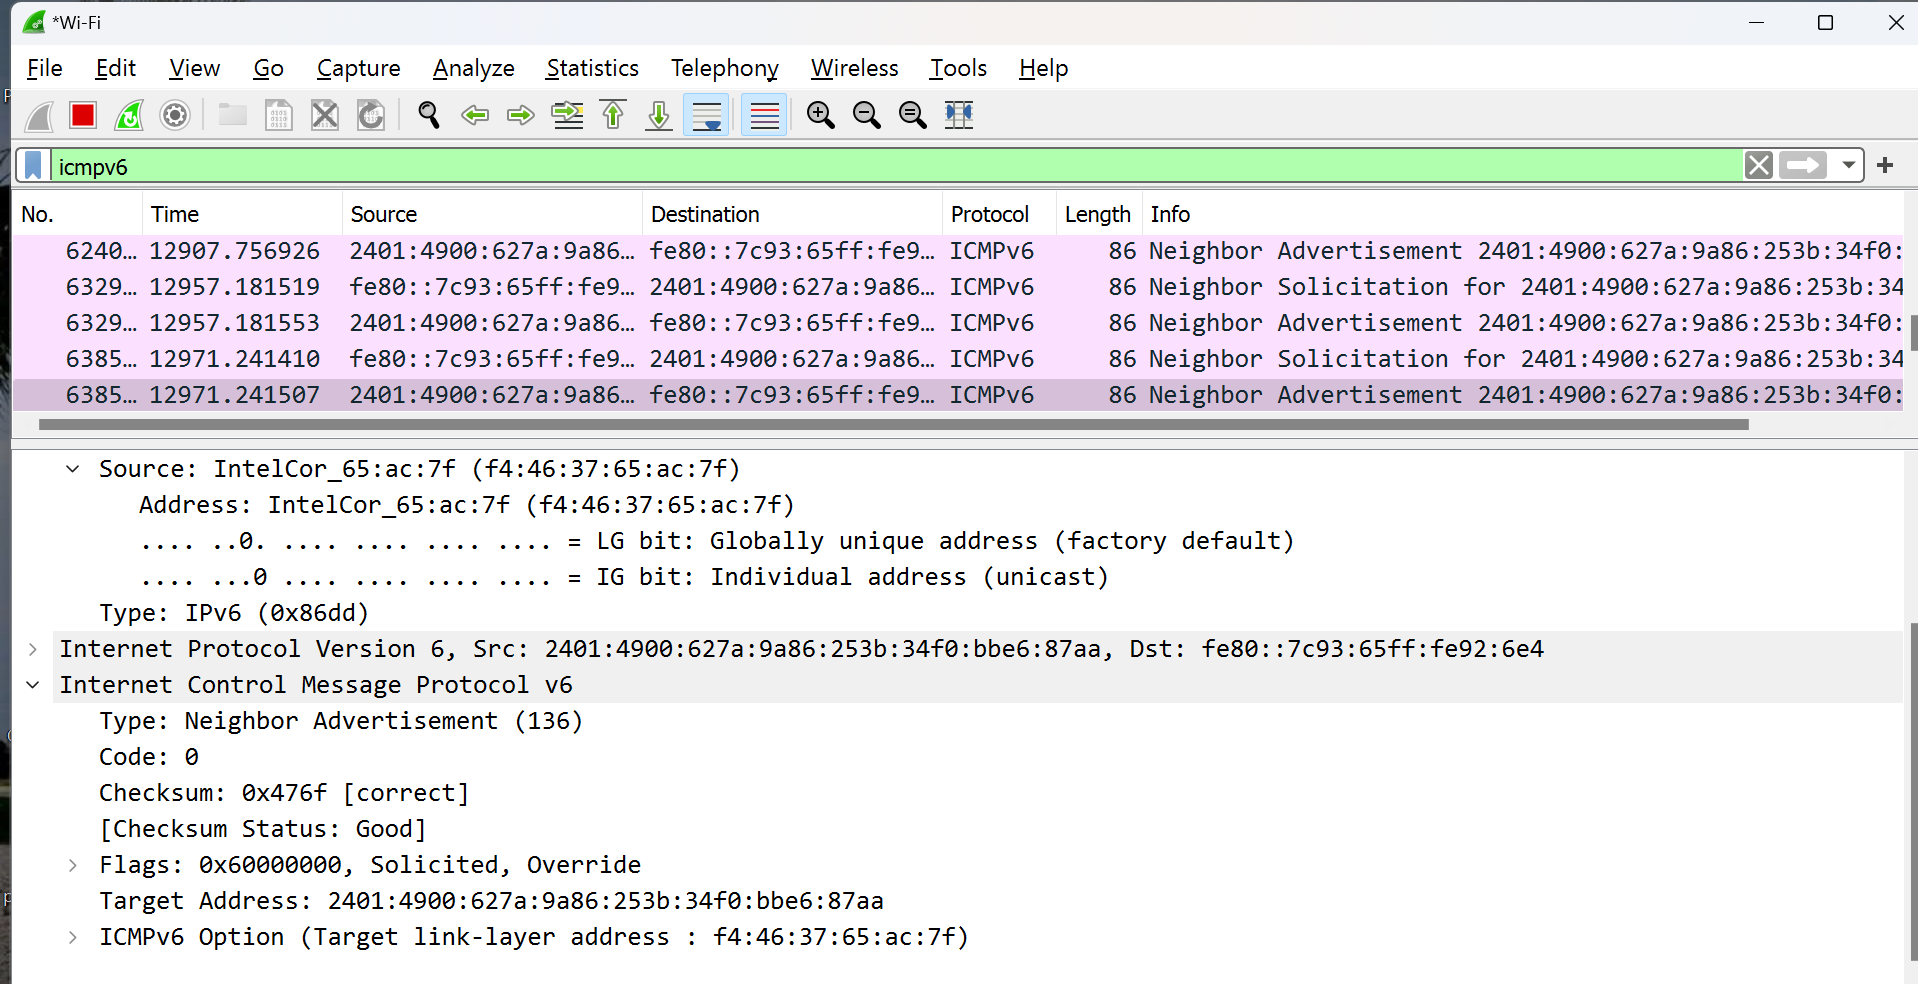 *Wi-Fi
File Edit View Go Capture Analyze Statistics Telephony Wireless Tools Help
icmpv6
No. Time Source Destination Protocol Length Info
6240… 12907.756926 2401:4900:627a:9a86… fe80::7c93:65ff:fe9… ICMPv6 86 Neighbor Advertisement 2401:4900:627a:9a86:253b:34f0:
6329… 12957.181519 fe80::7c93:65ff:fe9… 2401:4900:627a:9a86… ICMPv6 86 Neighbor Solicitation for 2401:4900:627a:9a86:253b:34
6329… 12957.181553 2401:4900:627a:9a86… fe80::7c93:65ff:fe9… ICMPv6 86 Neighbor Advertisement 2401:4900:627a:9a86:253b:34f0:
6385… 12971.241410 fe80::7c93:65ff:fe9… 2401:4900:627a:9a86… ICMPv6 86 Neighbor Solicitation for 2401:4900:627a:9a86:253b:34
6385… 12971.241507 2401:4900:627a:9a86… fe80::7c93:65ff:fe9… ICMPv6 86 Neighbor Advertisement 2401:4900:627a:9a86:253b:34f0:
Source: IntelCor_65:ac:7f (f4:46:37:65:ac:7f)
Address: IntelCor_65:ac:7f (f4:46:37:65:ac:7f)
.... ..0. .... .... .... .... = LG bit: Globally unique address (factory default)
.... ...0 .... .... .... .... = IG bit: Individual address (unicast)
Type: IPv6 (0x86dd)
Internet Protocol Version 6, Src: 2401:4900:627a:9a86:253b:34f0:bbe6:87aa, Dst: fe80::7c93:65ff:fe92:6e4
Internet Control Message Protocol v6
Type: Neighbor Advertisement (136)
Code: 0
Checksum: 0x476f [correct]
[Checksum Status: Good]
Flags: 0x60000000, Solicited, Override
Target Address: 2401:4900:627a:9a86:253b:34f0:bbe6:87aa
ICMPv6 Option (Target link-layer address : f4:46:37:65:ac:7f)